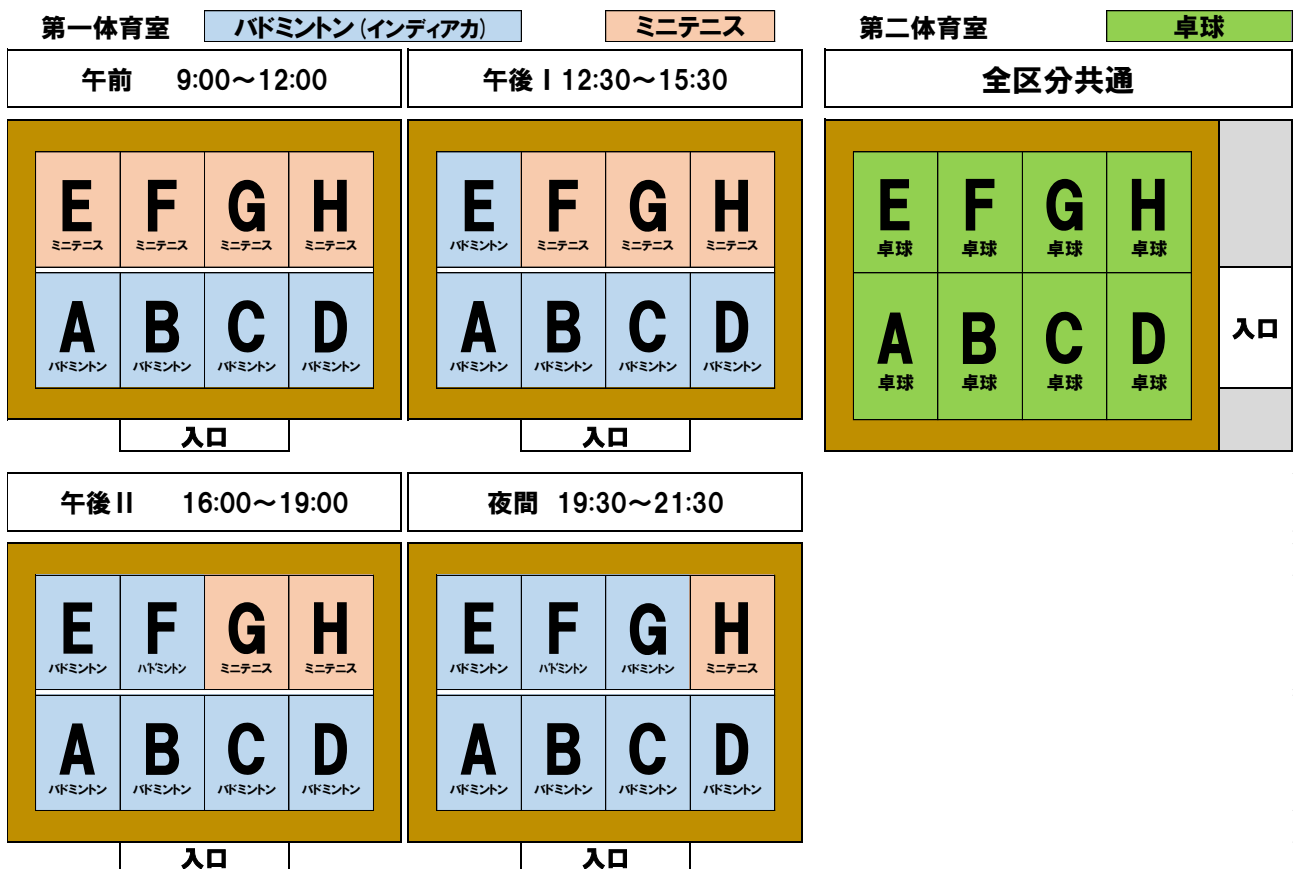 第一体育室 バドミントン (インディアカ) ミニテニス 第二体育室 卓球
午前 9:00～12:00
午後Ⅰ 12:30～15:30
全区分共通
E F G H
ミニテニス ミニテニス ミニテニス ミニテニス
A B C D
バドミントン バドミントン バドミントン バドミントン
入口
E F G H
バドミントン ミニテニス ミニテニス ミニテニス
A B C D
バドミントン バドミントン バドミントン バドミントン
入口
E F G H
卓球 卓球 卓球 卓球
A B C D
卓球 卓球 卓球 卓球
入口
午後Ⅱ 16:00～19:00
夜間 19:30～21:30
E F G H
バドミントン バドミントン ミニテニス ミニテニス
A B C D
バドミントン バドミントン バドミントン バドミントン
入口
E F G H
バドミントン バドミントン バドミントン ミニテニス
A B C D
バドミントン バドミントン バドミントン バドミントン
入口